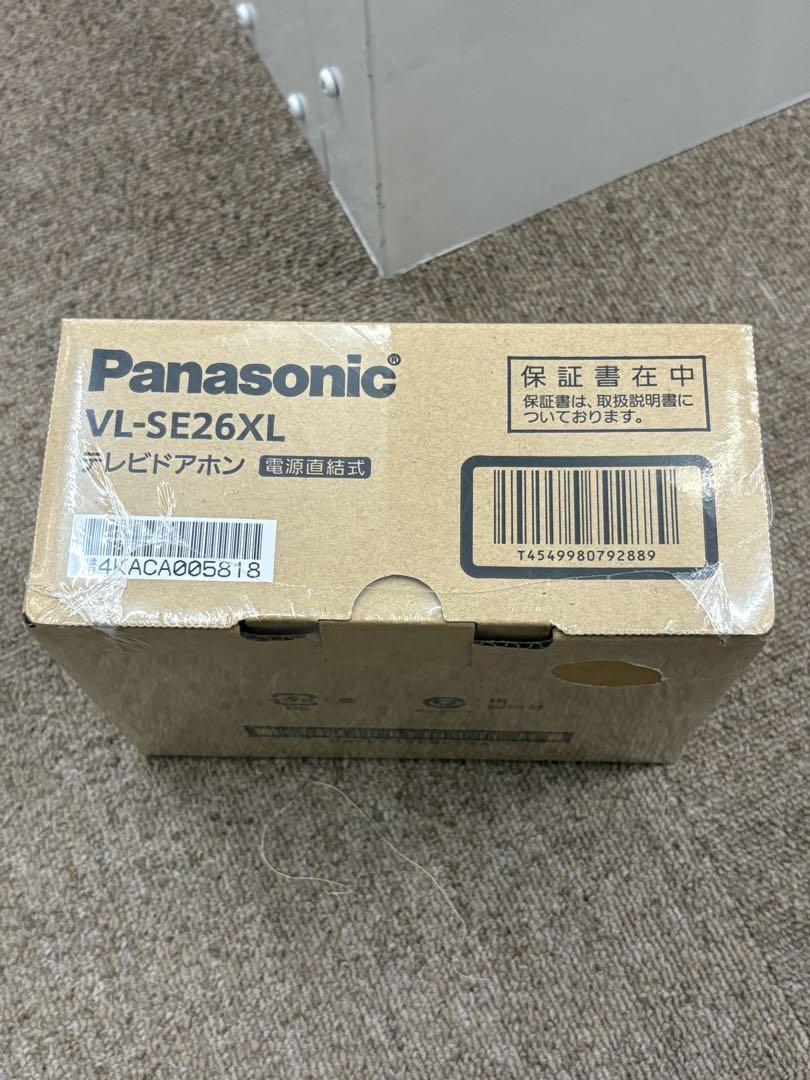 Panasonic®
VL-SE26XL
テレビドアホン 電源直結式
4KACA005818
保証書在中
保証書は、取扱説明書に
ついております。
T4549980792889